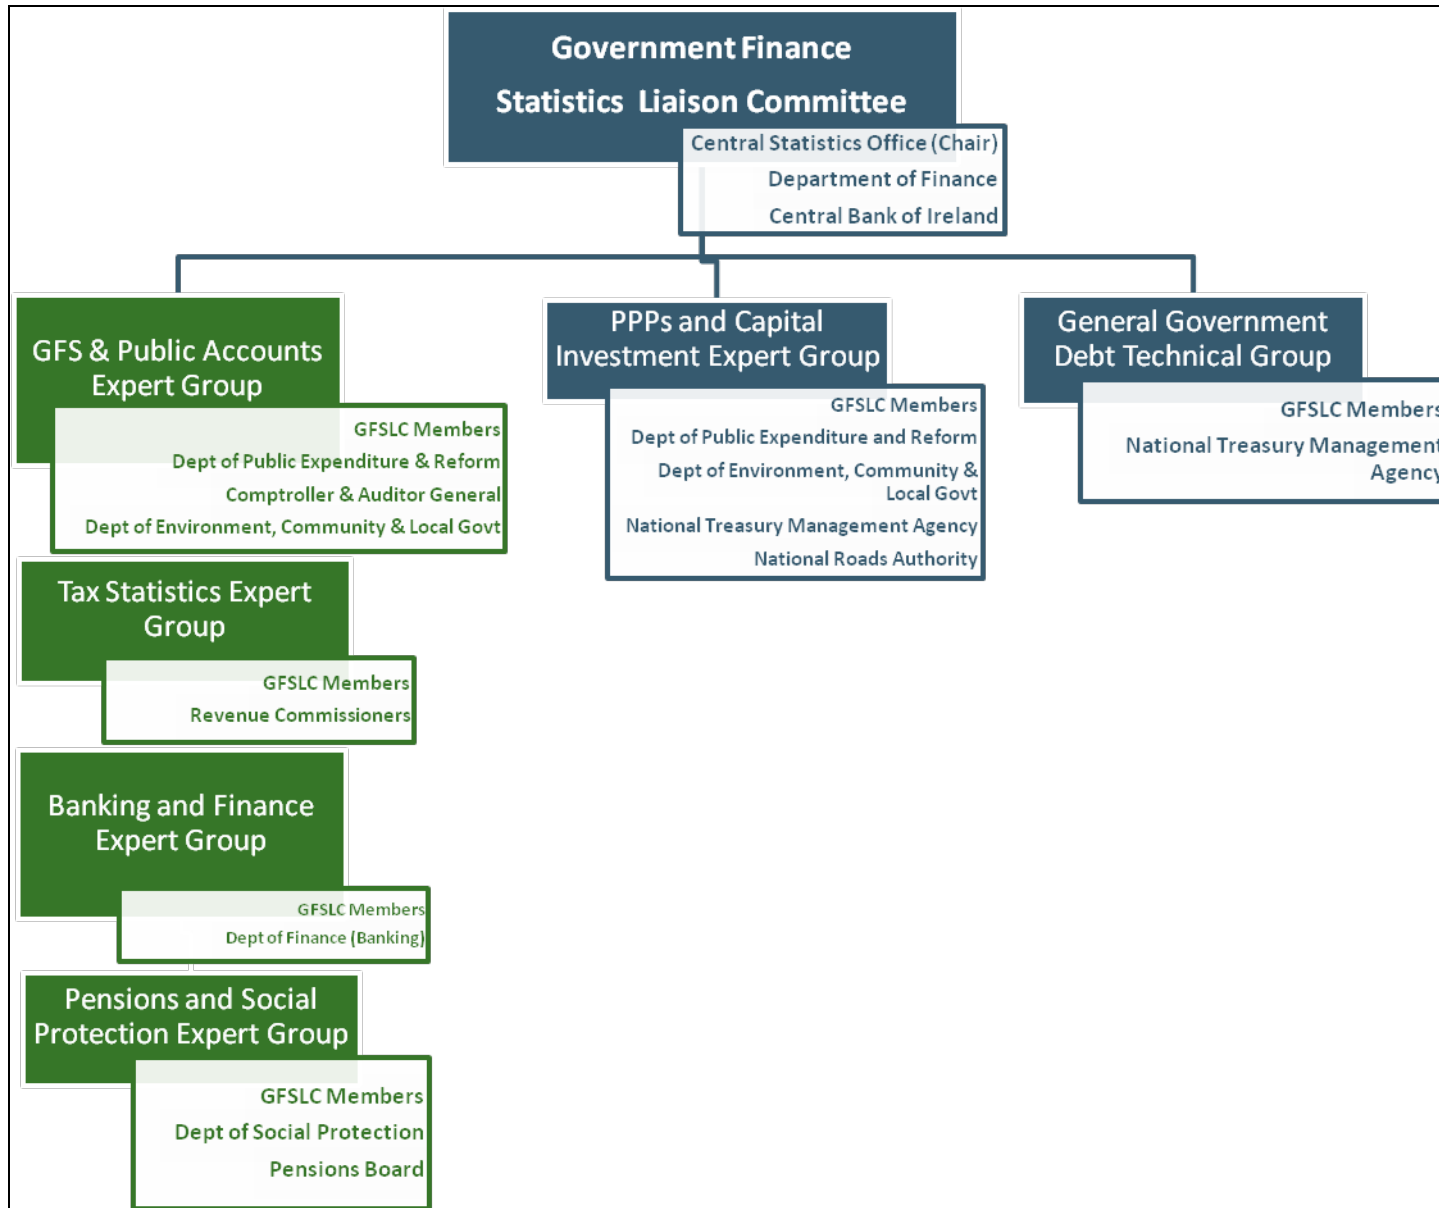 Government Finance
Statistics Liaison Committee
Central Statistics Office (Chair)
Department of Finance
Central Bank of Ireland
GFS & Public Accounts
Expert Group
GFSLC Members
Dept of Public Expenditure & Reform
Comptroller & Auditor General
Dept of Environment, Community & Local Govt
Tax Statistics Expert
Group
GFSLC Members
Revenue Commissioners
Banking and Finance
Expert Group
GFSLC Members
Dept of Finance (Banking)
Pensions and Social
Protection Expert Group
GFSLC Members
Dept of Social Protection
Pensions Board
PPPs and Capital
Investment Expert Group
GFSLC Members
Dept of Public Expenditure and Reform
Dept of Environment, Community &
Local Govt
National Treasury Management Agency
National Roads Authority
General Government
Debt Technical Group
GFSLC Members
National Treasury Management
Agency